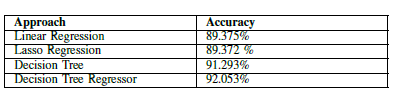 Approach Accuracy
Linear Regression 89.375%
Lasso Regression 89.372 %
Decision Tree 91.293%
Decision Tree Regressor 92.053%